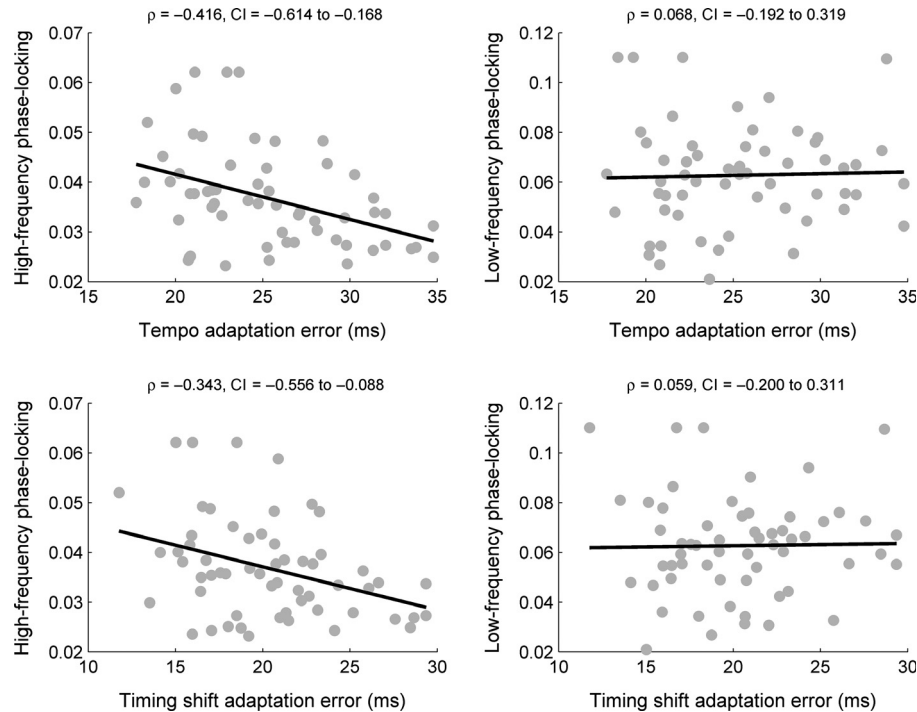 ρ = –0.416, CI = –0.614 to –0.168
High-frequency phase-locking
0.07
0.06
0.05
0.04
0.03
0.02
15 20 25 30 35
Tempo adaptation error (ms)
ρ = 0.068, CI = –0.192 to 0.319
Low-frequency phase-locking
0.12
0.1
0.08
0.06
0.04
0.02
15 20 25 30 35
Tempo adaptation error (ms)
ρ = –0.343, CI = –0.556 to –0.088
High-frequency phase-locking
0.07
0.06
0.05
0.04
0.03
0.02
10 15 20 25 30
Timing shift adaptation error (ms)
ρ = 0.059, CI = –0.200 to 0.311
Low-frequency phase-locking
0.12
0.1
0.08
0.06
0.04
0.02
10 15 20 25 30
Timing shift adaptation error (ms)